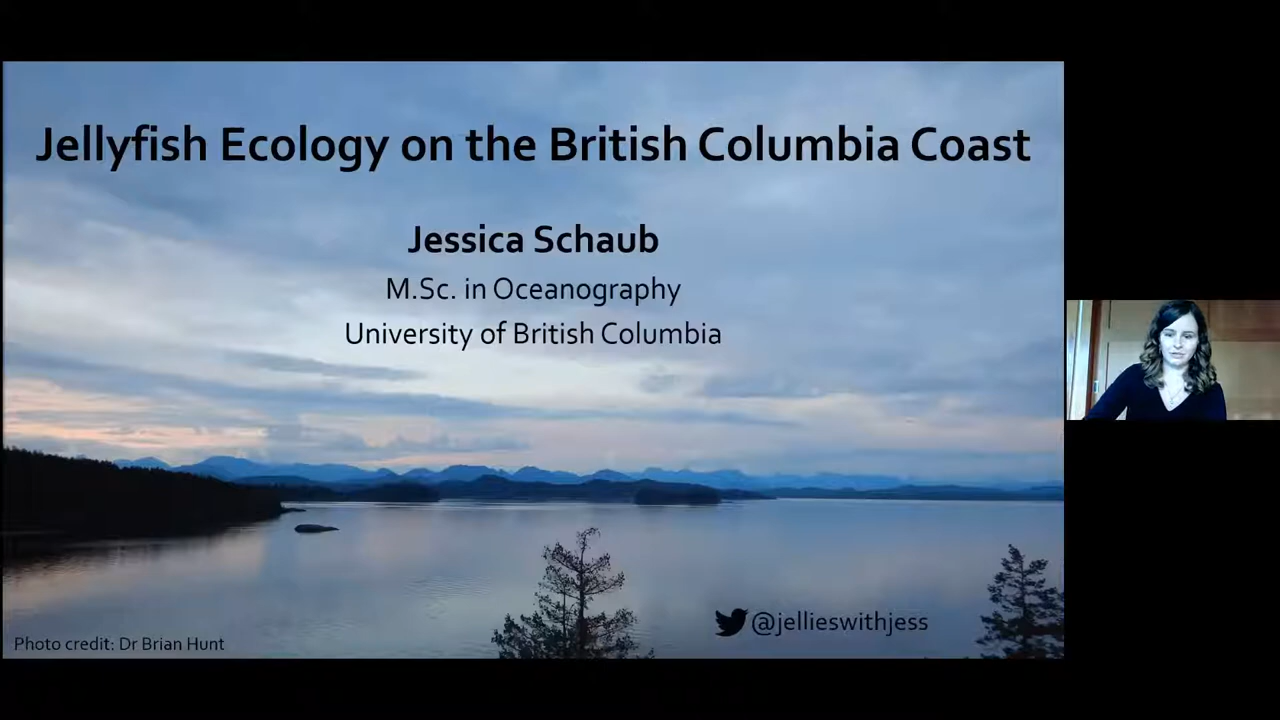 Jellyfish Ecology on the British Columbia Coast
Jessica Schaub
M.Sc. in Oceanography
University of British Columbia
@jellieswithjess
Photo credit: Dr Brian Hunt